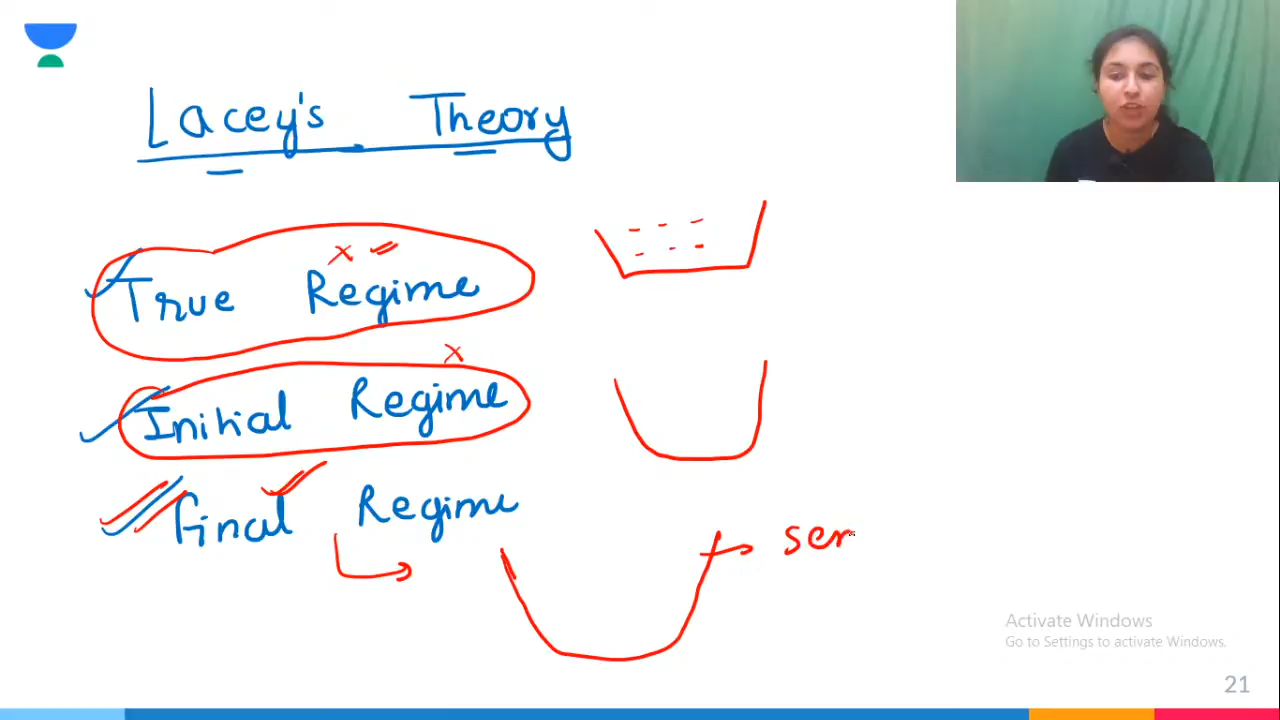 Lacey's Theory
True Regime
Initial Regime
Final Regime
ser
Activate Windows
Go to Settings to activate Windows.
21